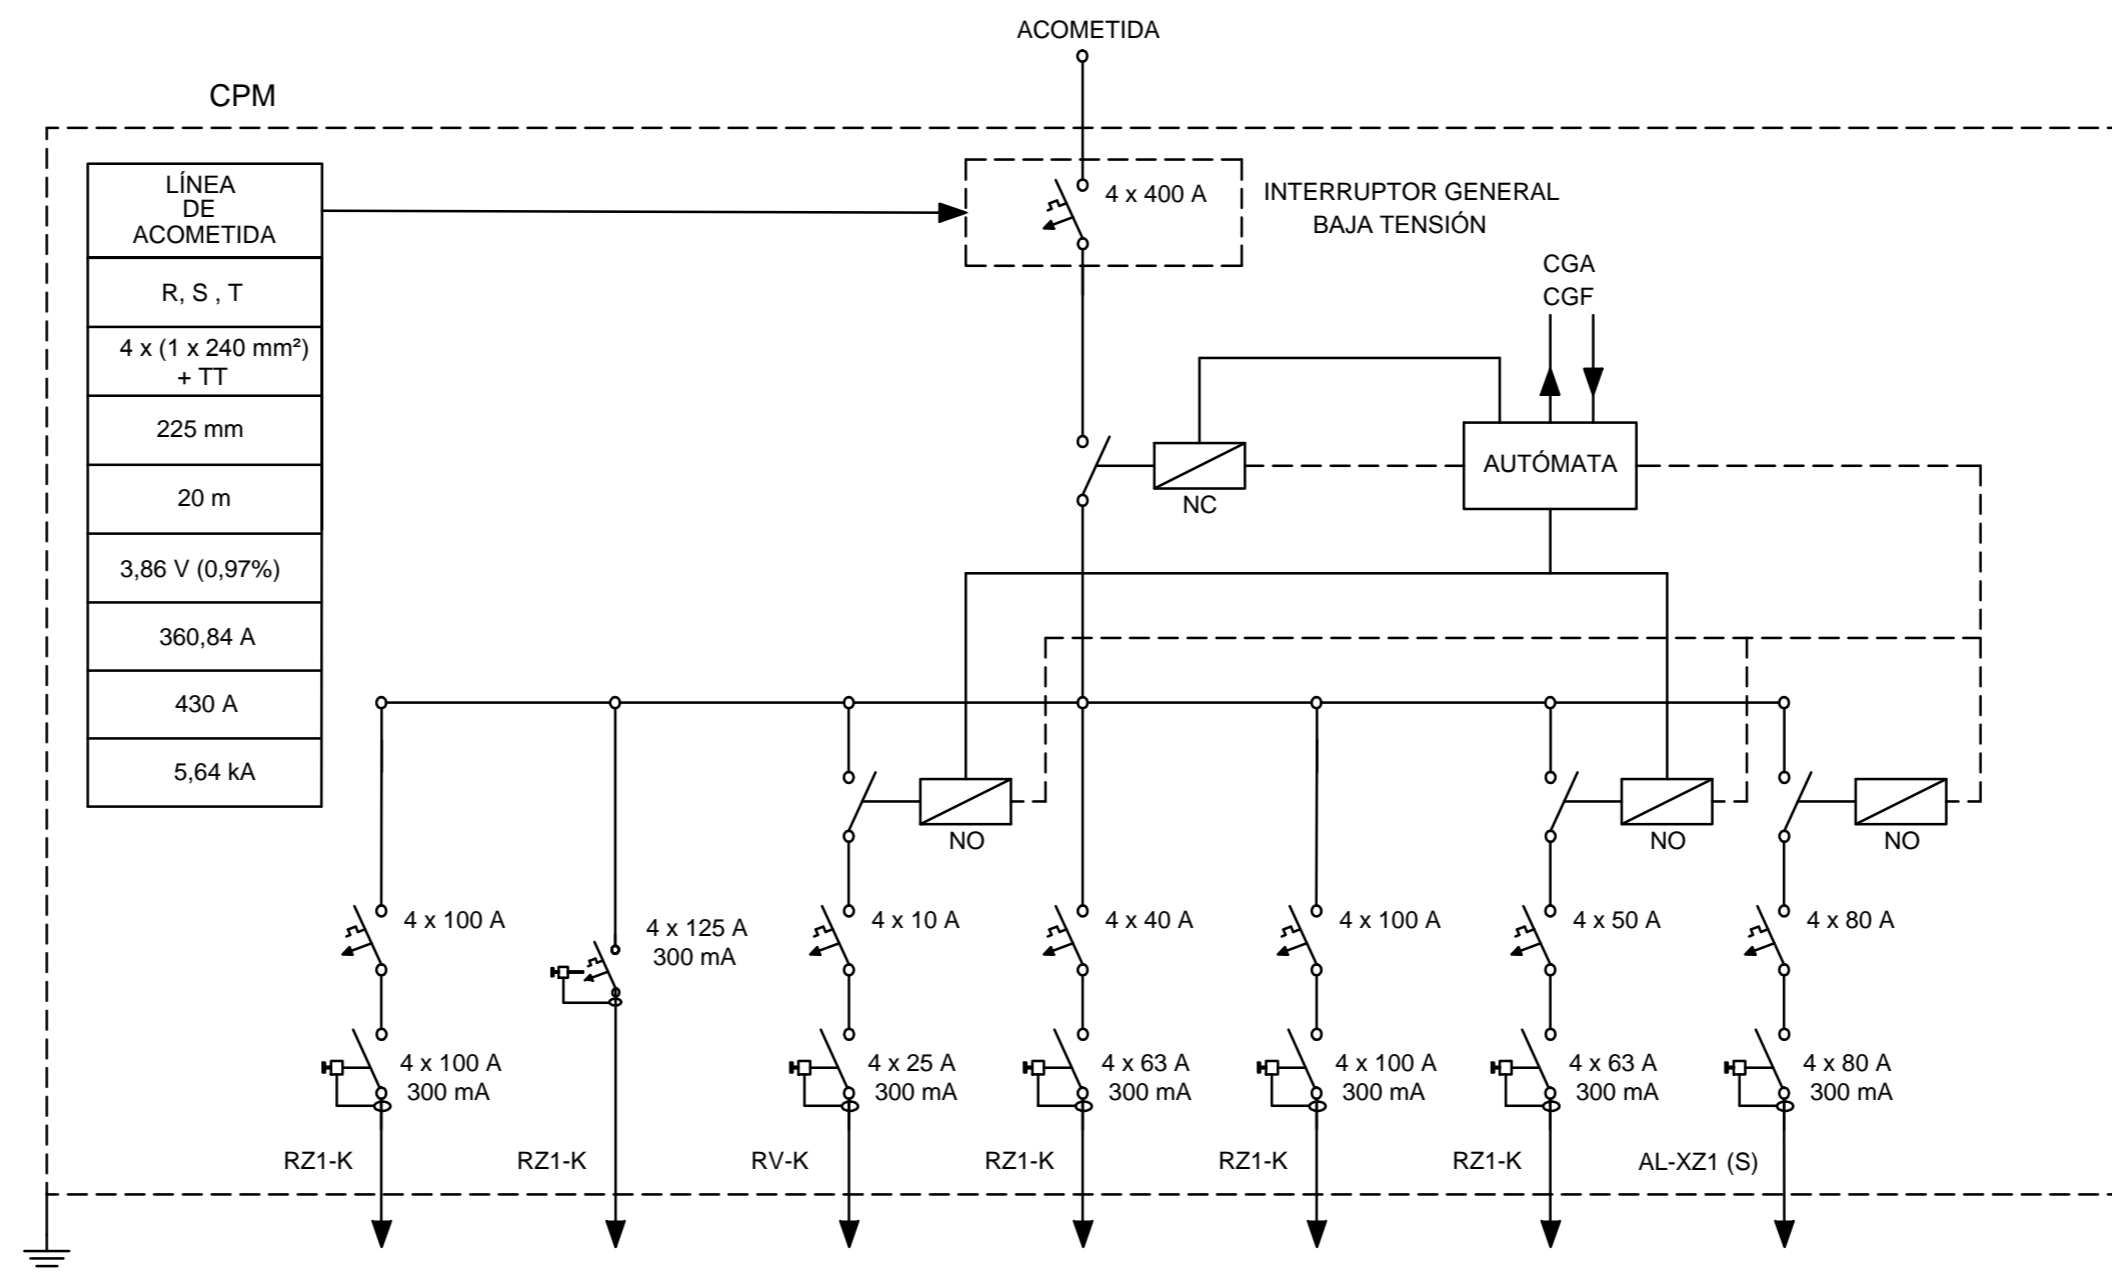 ACOMETIDA
CPM
LÍNEA
DE
ACOMETIDA
R, S , T
4 x (1 x 240 mm²)
+ TT
225 mm
20 m
3,86 V (0,97%)
360,84 A
430 A
5,64 kA
4 x 400 A
INTERRUPTOR GENERAL
BAJA TENSIÓN
CGA
CGF
AUTÓMATA
NC
NO
NO
NO
4 x 100 A
4 x 125 A
300 mA
4 x 10 A
4 x 40 A
4 x 100 A
4 x 50 A
4 x 80 A
4 x 100 A
300 mA
4 x 25 A
300 mA
4 x 63 A
300 mA
4 x 100 A
300 mA
4 x 63 A
300 mA
4 x 80 A
300 mA
RZ1-K
RZ1-K
RV-K
RZ1-K
RZ1-K
RZ1-K
AL-XZ1 (S)